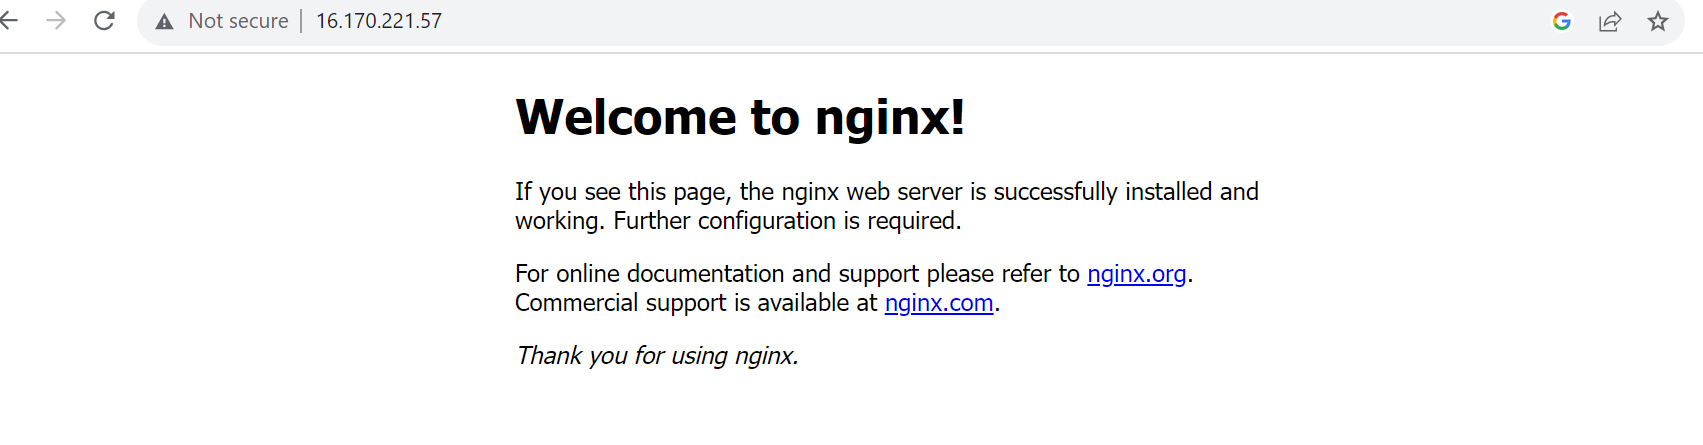 Not secure | 16.170.221.57
Welcome to nginx!
If you see this page, the nginx web server is successfully installed and
working. Further configuration is required.
For online documentation and support please refer to nginx.org.
Commercial support is available at nginx.com.
Thank you for using nginx.